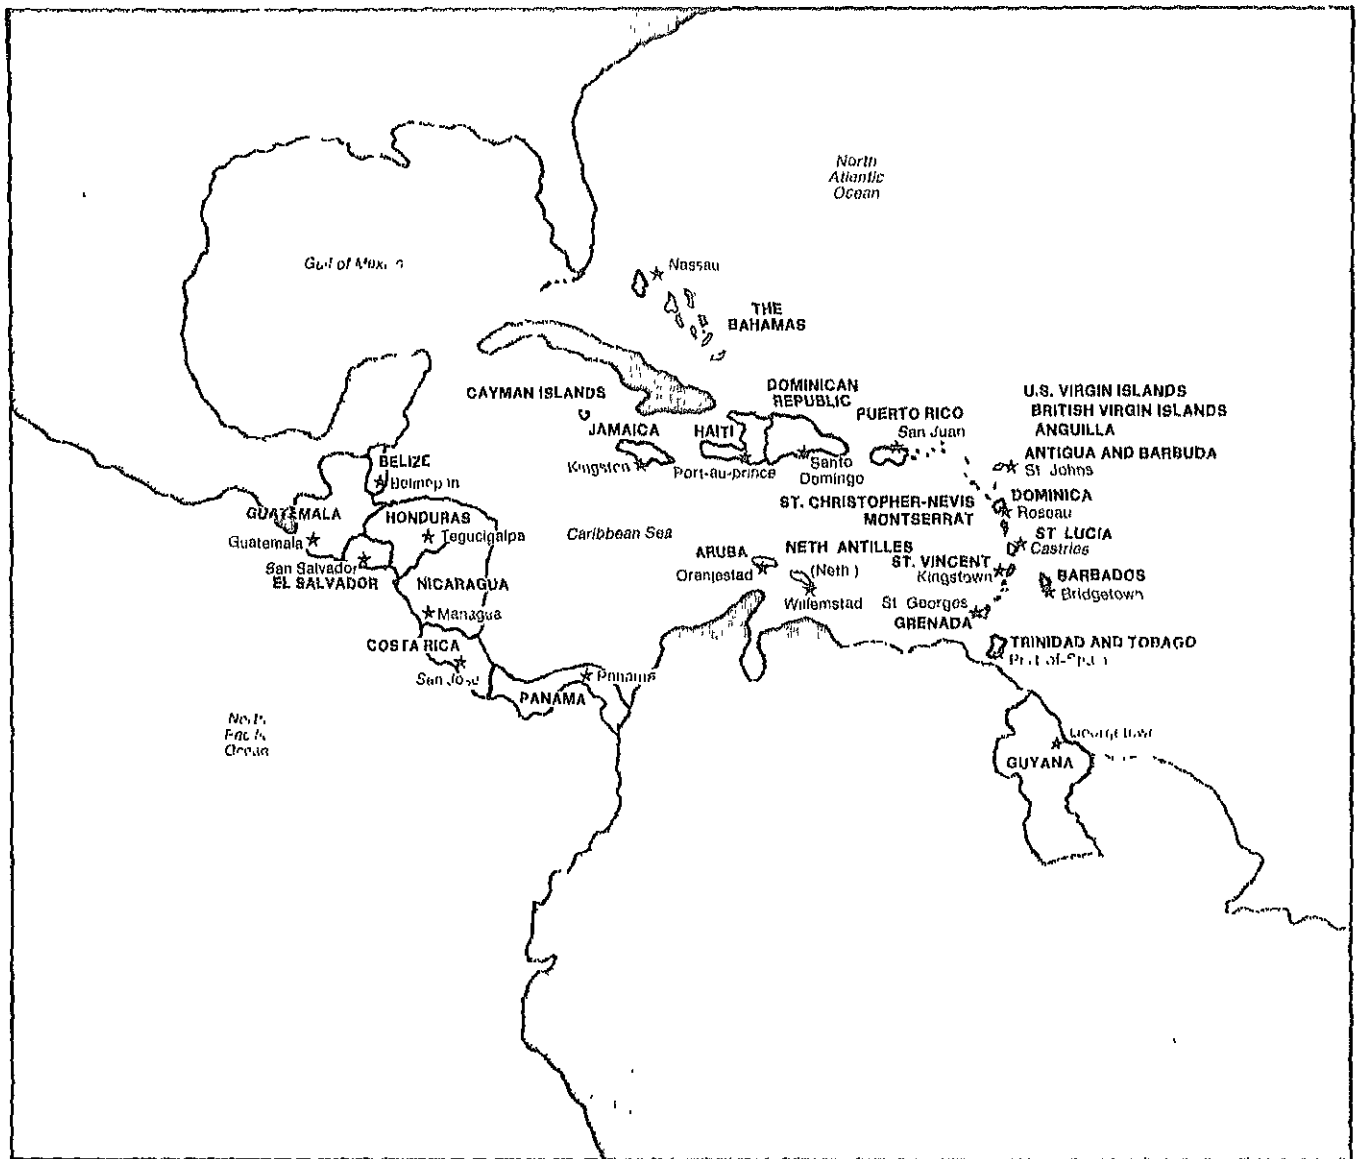 North
Atlantic
Ocean
Gulf of
Nassau
THE
BAHAMAS
CAYMAN ISLANDS
DOMINICAN
REPUBLIC
U.S. VIRGIN ISLANDS
BRITISH VIRGIN ISLANDS
ANGUILLA
PUERTO RICO
San Juan
JAMAICA
HAITI
Kingston
Port-au-prince
Santo
Domingo
ANTIGUA AND BARBUDA
St Johns
BELIZE
ST. CHRISTOPHER-NEVIS
MONTSERRAT
DOMINICA
Roseau
GUATEMALA
HONDURAS
Guatemala
Tegucigalpa
Caribbean Sea
ST LUCIA
Castries
San Salvador
EL SALVADOR
NICARAGUA
ARUBA
Oranjestad
NETH ANTILLES
(Neth )
Willemstad
ST. VINCENT
Kingstown
BARBADOS
Bridgetown
Managua
St Georges
GRENADA
COSTA RICA
San
TRINIDAD AND TOBAGO
Panama
PANAMA
Ocean
GUYANA